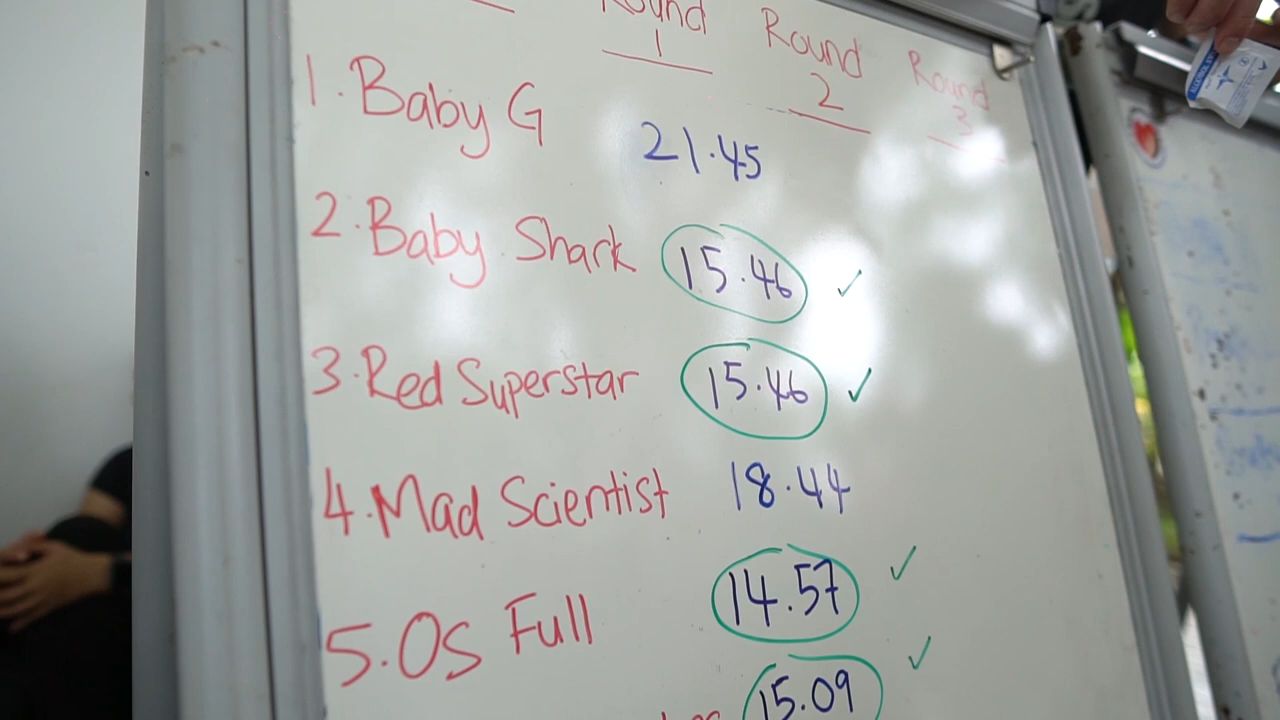 Round 1 Round 2 Round 3
1. Baby G 21.45
2. Baby Shark 15.46 ✓
3. Red Superstar 15.46 ✓
4. Mad Scientist 18.44
5. Os Full 14.57 ✓
15.09 ✓